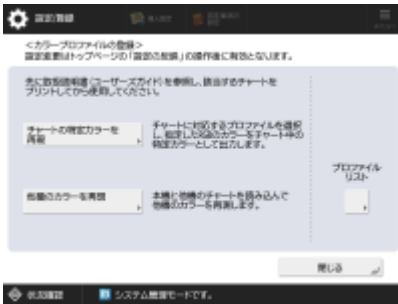 設定/登録
＜カラープロファイルの登録＞
設定変更はトップページの「設定の反映」の操作後に有効となります。
先に取扱説明書(ユーザーズガイド)を参照し、該当するチャートを
プリントしてから使用してください。
チャートの特定カラーを
再現
チャートに対応するプロファイルを選択
し、指定した8色のカラーをチャート中の
特定カラーとして出力します。
他機のカラーを再現
本機と他機のチャートを読み込んで
他機のカラーを再現します。
プロファイル
リスト
閉じる
状況確認
システム管理モードです。